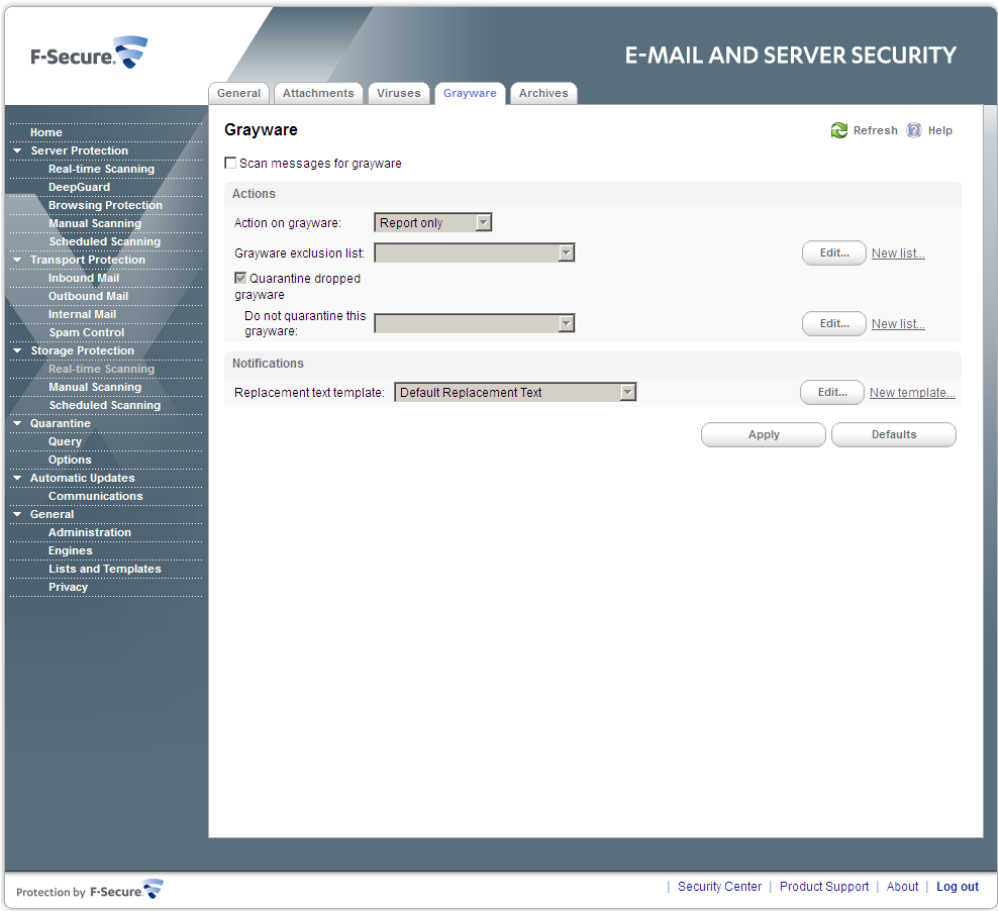 F-Secure.
E-MAIL AND SERVER SECURITY
General Attachments Viruses Grayware Archives
Home
Server Protection
Real-time Scanning
DeepGuard
Browsing Protection
Manual Scanning
Scheduled Scanning
Transport Protection
Inbound Mail
Outbound Mail
Internal Mail
Spam Control
Storage Protection
Real-time Scanning
Manual Scanning
Scheduled Scanning
Quarantine
Query
Options
Automatic Updates
Communications
General
Administration
Engines
Lists and Templates
Privacy
Grayware
Refresh Help
Scan messages for grayware
Actions
Action on grayware: Report only
Grayware exclusion list: Edit... New list...
Quarantine dropped
grayware
Do not quarantine this
grayware: Edit... New list...
Notifications
Replacement text template: Default Replacement Text Edit... New template...
Apply Defaults
Protection by F-Secure.
| Security Center | Product Support | About | Log out